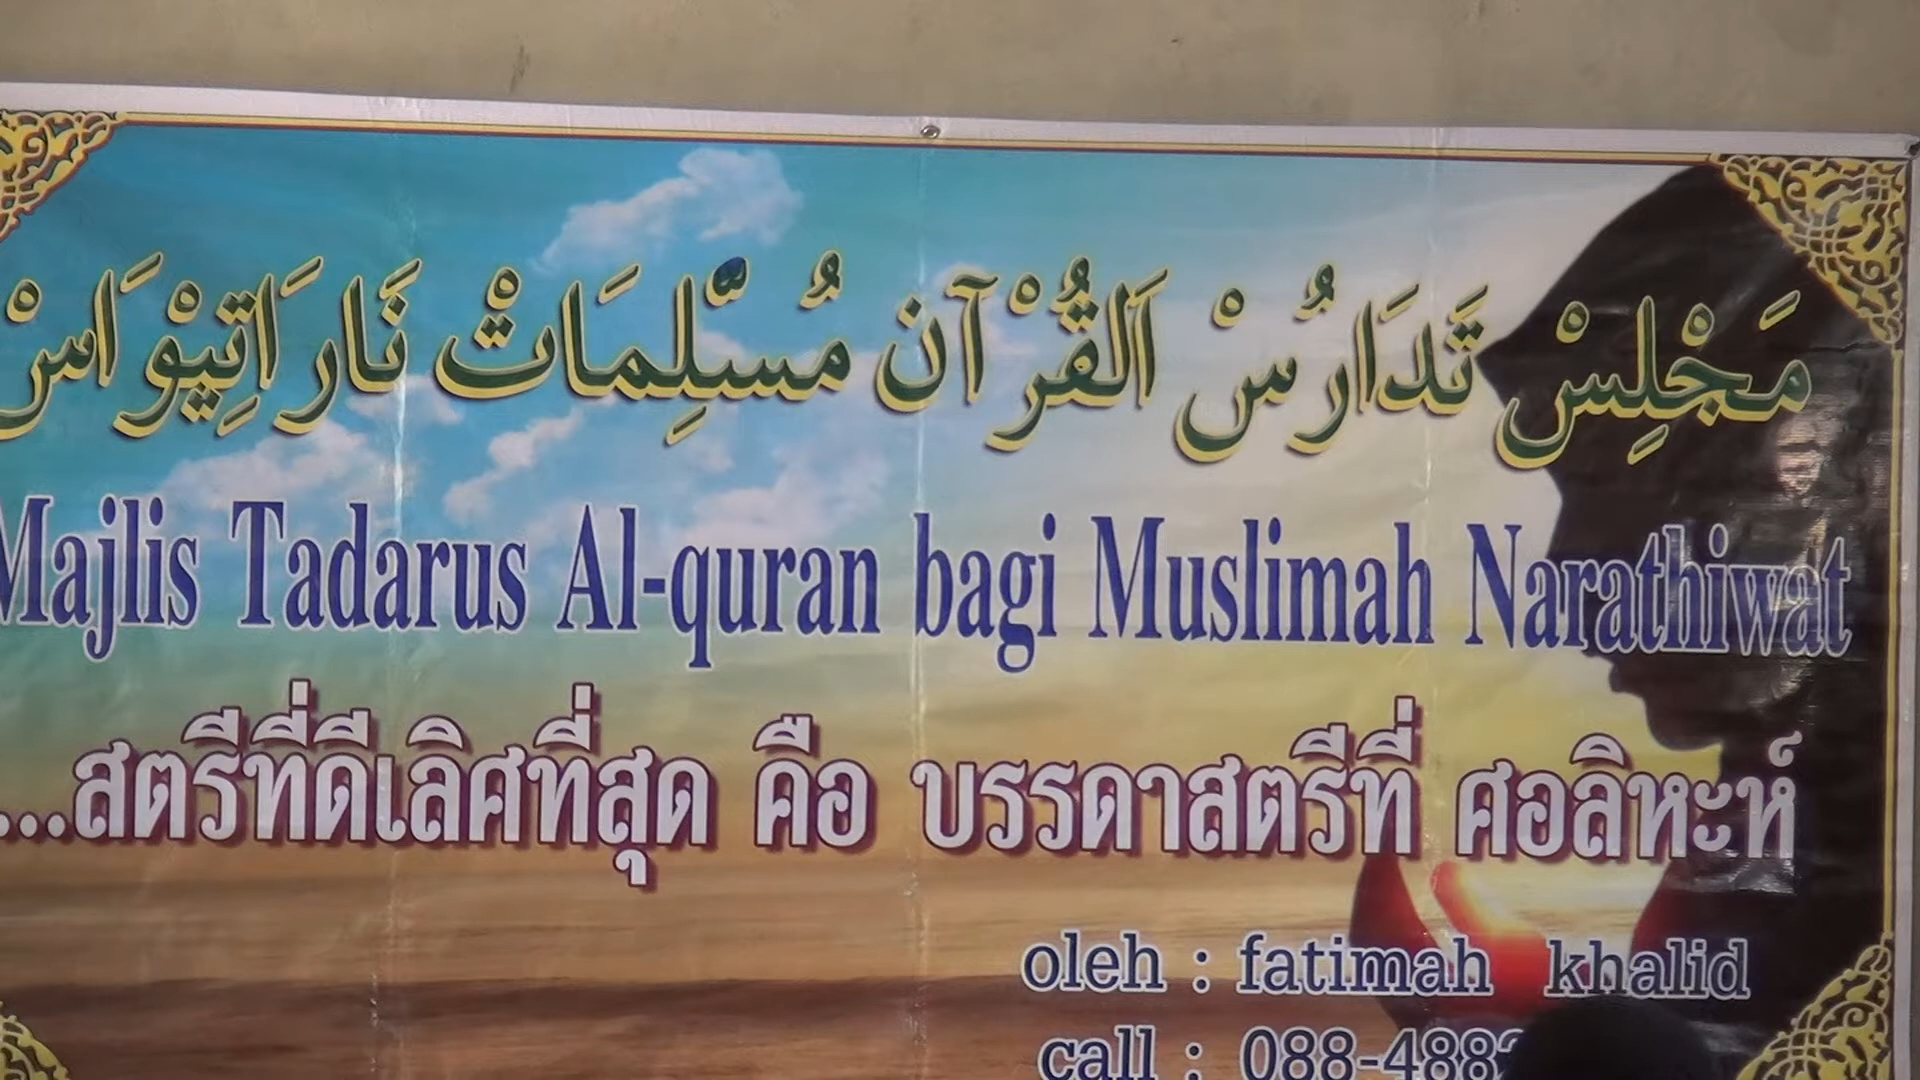 مَجْلِسْ تَدَارُسْ اَلْقُرْآن مُسّلِمَاتْ نَارَاتِيْوَاسْ
Majlis Tadarus Al-quran bagi Muslimah Narathiwat
...สตรีที่ดีเลิศที่สุด คือ บรรดาสตรีที่ ศอลิหะห์
oleh : fatimah khalid
call : 088-488